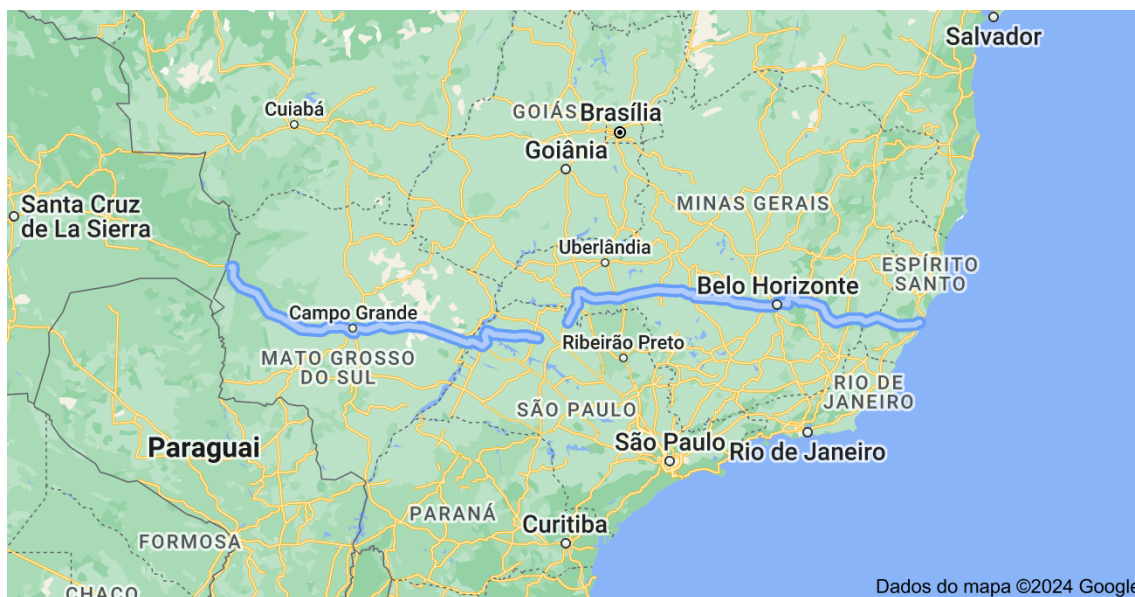 Salvador
Cuiabá
GOIÁS
Brasília
Goiânia
Santa Cruz
de La Sierra
MINAS GERAIS
Uberlândia
ESPÍRITO
SANTO
Belo Horizonte
Campo Grande
Ribeirão Preto
MATO GROSSO
DO SUL
RIO DE
JANEIRO
SÃO PAULO
Paraguai
São Paulo
Rio de Janeiro
PARANÁ
Curitiba
FORMOSA
CHACO
Dados do mapa ©2024 Google